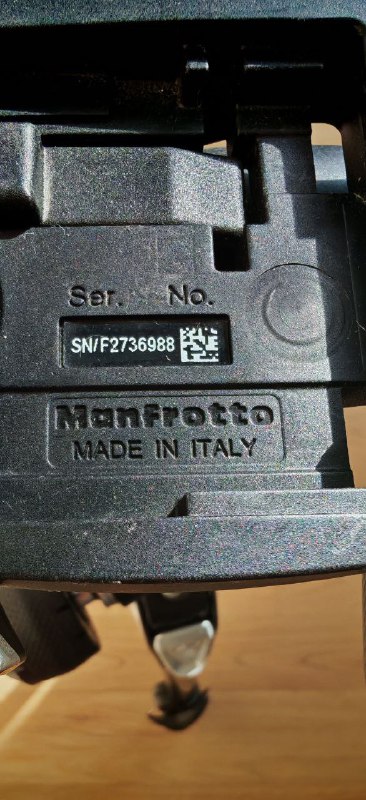 Ser. No.
SN/F2736988
Manfrotto
MADE IN ITALY